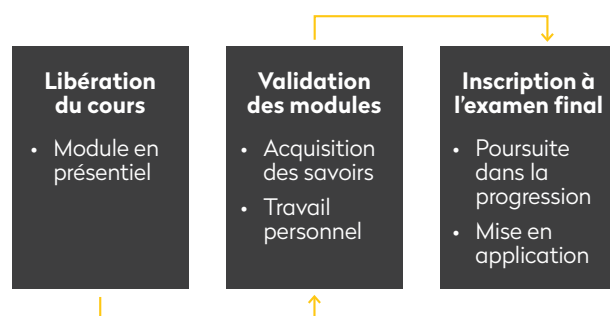 Libération
du cours
• Module en
présentiel
Validation
des modules
• Acquisition
des savoirs
• Travail
personnel
Inscription à
l’examen final
• Poursuite
dans la
progression
• Mise en
application